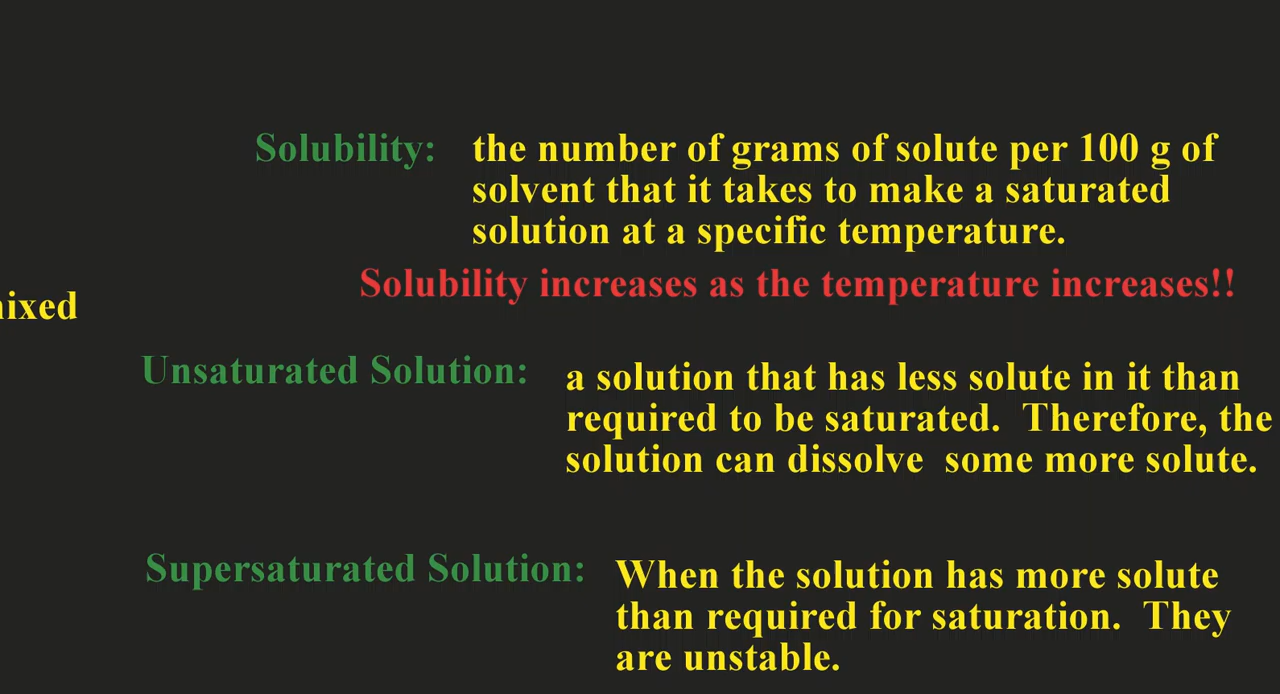 Solubility: the number of grams of solute per 100 g of
solvent that it takes to make a saturated
solution at a specific temperature.
Solubility increases as the temperature increases!!
Unsaturated Solution: a solution that has less solute in it than
required to be saturated. Therefore, the
solution can dissolve some more solute.
Supersaturated Solution: When the solution has more solute
than required for saturation. They
are unstable.